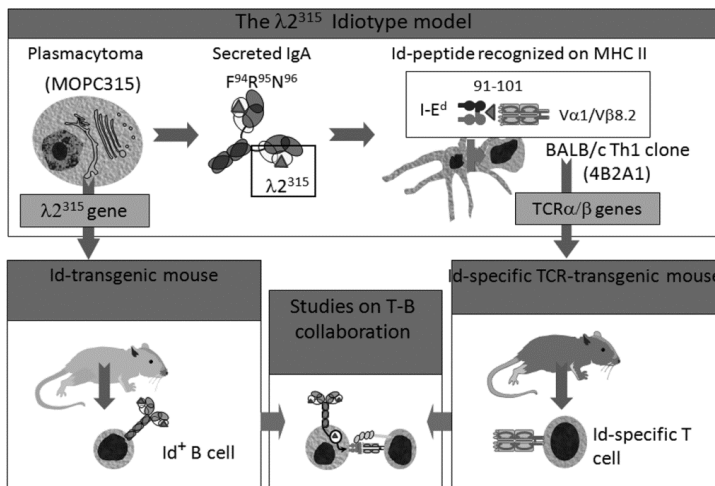 The λ2³¹⁵ Idiotype model
Plasmacytoma
(MOPC315)
Secreted IgA
F⁹⁴R⁹⁵N⁹⁶
Id-peptide recognized on MHC II
91-101
I-Eᵈ
Vα1/Vβ8.2
λ2³¹⁵
BALB/c Th1 clone
(4B2A1)
λ2³¹⁵ gene
TCRα/β genes
Id-transgenic mouse
Id-specific TCR-transgenic mouse
Studies on T-B
collaboration
Id⁺ B cell
Id-specific T
cell